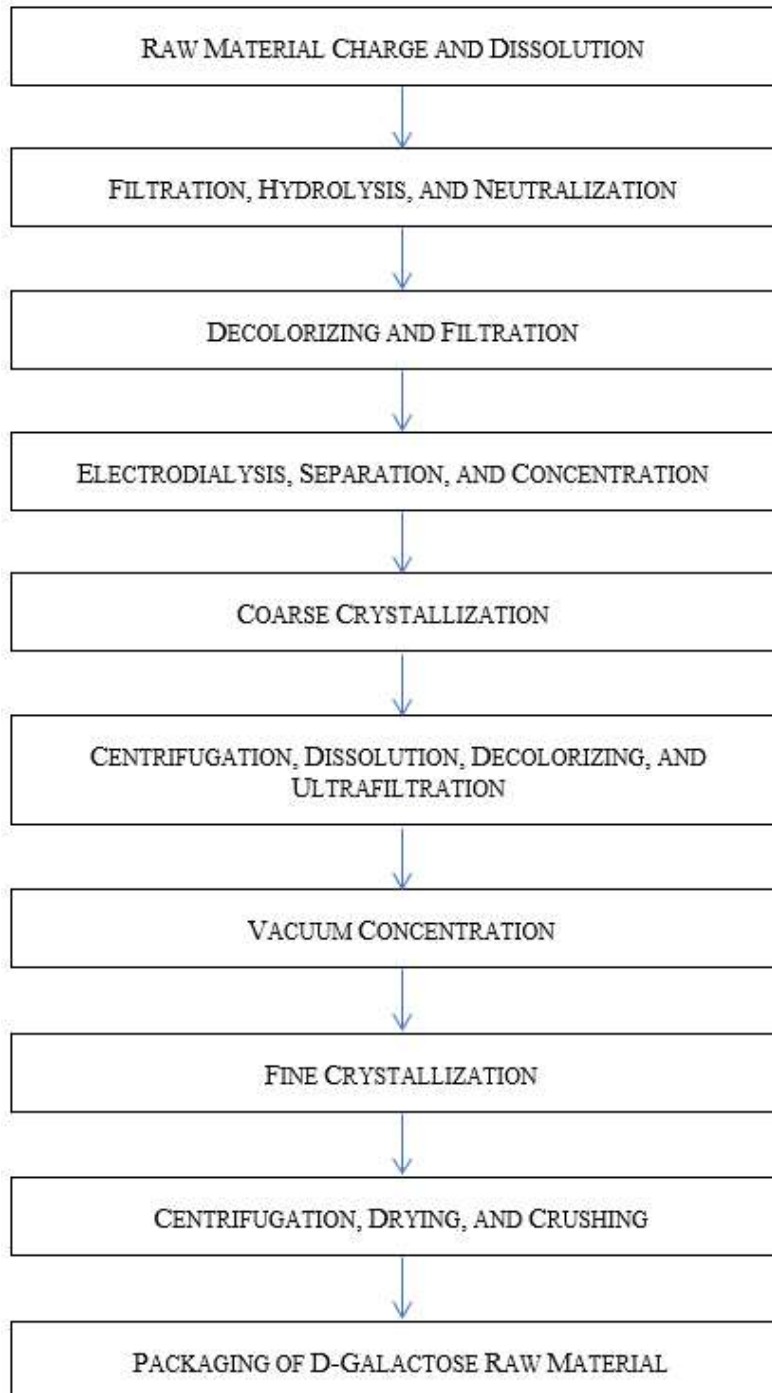 RAW MATERIAL CHARGE AND DISSOLUTION
FILTRATION, HYDROLYSIS, AND NEUTRALIZATION
DECOLORIZING AND FILTRATION
ELECTRODIALYSIS, SEPARATION, AND CONCENTRATION
COARSE CRYSTALLIZATION
CENTRIFUGATION, DISSOLUTION, DECOLORIZING, AND
ULTRAFILTRATION
VACUUM CONCENTRATION
FINE CRYSTALLIZATION
CENTRIFUGATION, DRYING, AND CRUSHING
PACKAGING OF D-GALACTOSE RAW MATERIAL